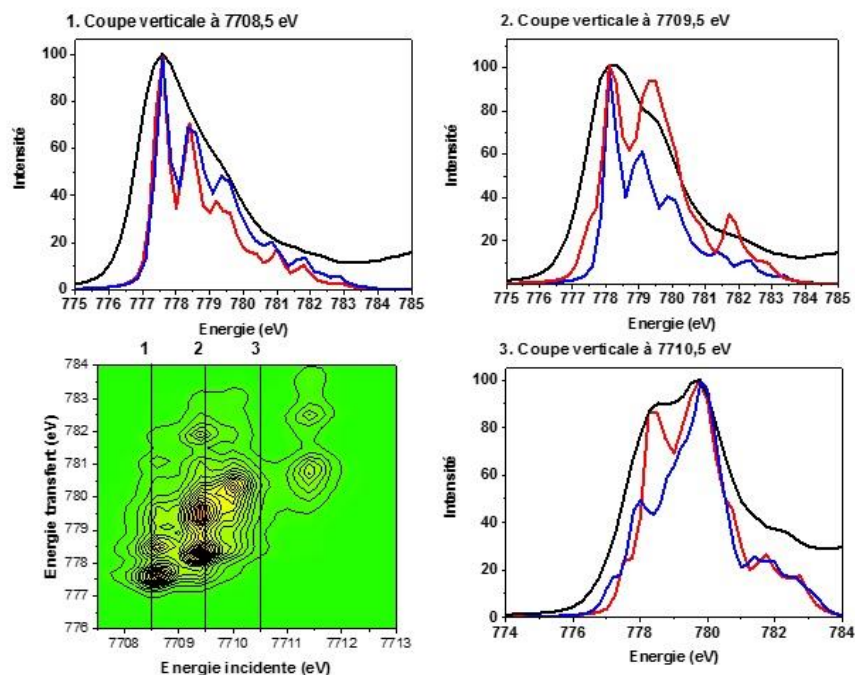 1. Coupe verticale à 7708,5 eV
100
80
60
40
20
0
Intensité
775 776 777 778 779 780 781 782 783 784 785
Energie (eV)
2. Coupe verticale à 7709,5 eV
100
80
60
40
20
Intensité
775 776 777 778 779 780 781 782 783 784 785
Energie (eV)
1 2 3
784
783
782
781
780
779
778
777
776
Energie transfert (eV)
7708 7709 7710 7711 7712 7713
Energie incidente (eV)
3. Coupe verticale à 7710,5 eV
100
80
60
40
20
0
Intensité
774 776 778 780 782 784
Energie (eV)